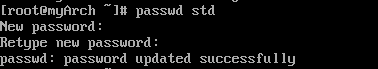 [root@myArch ~]# passwd std
New password:
Retype new password:
passwd: password updated successfully